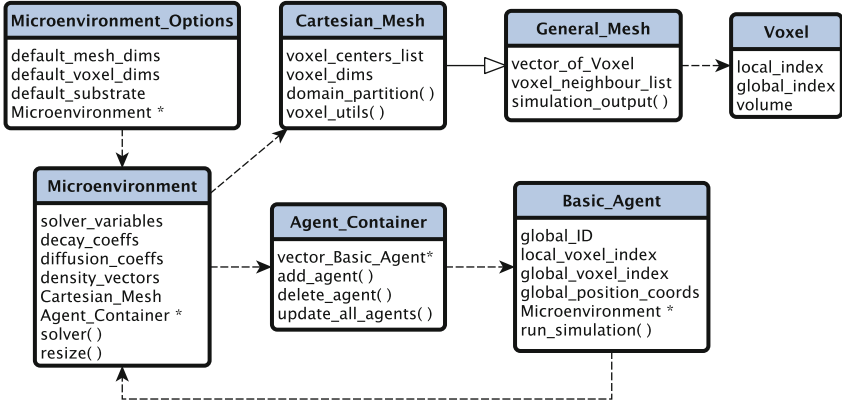 Microenvironment_Options
default_mesh_dims
default_voxel_dims
default_substrate
Microenvironment *
Cartesian_Mesh
voxel_centers_list
voxel_dims
domain_partition( )
voxel_utils( )
General_Mesh
vector_of_Voxel
voxel_neighbour_list
simulation_output( )
Voxel
local_index
global_index
volume
Microenvironment
solver_variables
decay_coeffs
diffusion_coeffs
density_vectors
Cartesian_Mesh
Agent_Container *
solver( )
resize( )
Agent_Container
vector_Basic_Agent*
add_agent( )
delete_agent( )
update_all_agents( )
Basic_Agent
global_ID
local_voxel_index
global_voxel_index
global_position_coords
Microenvironment *
run_simulation( )